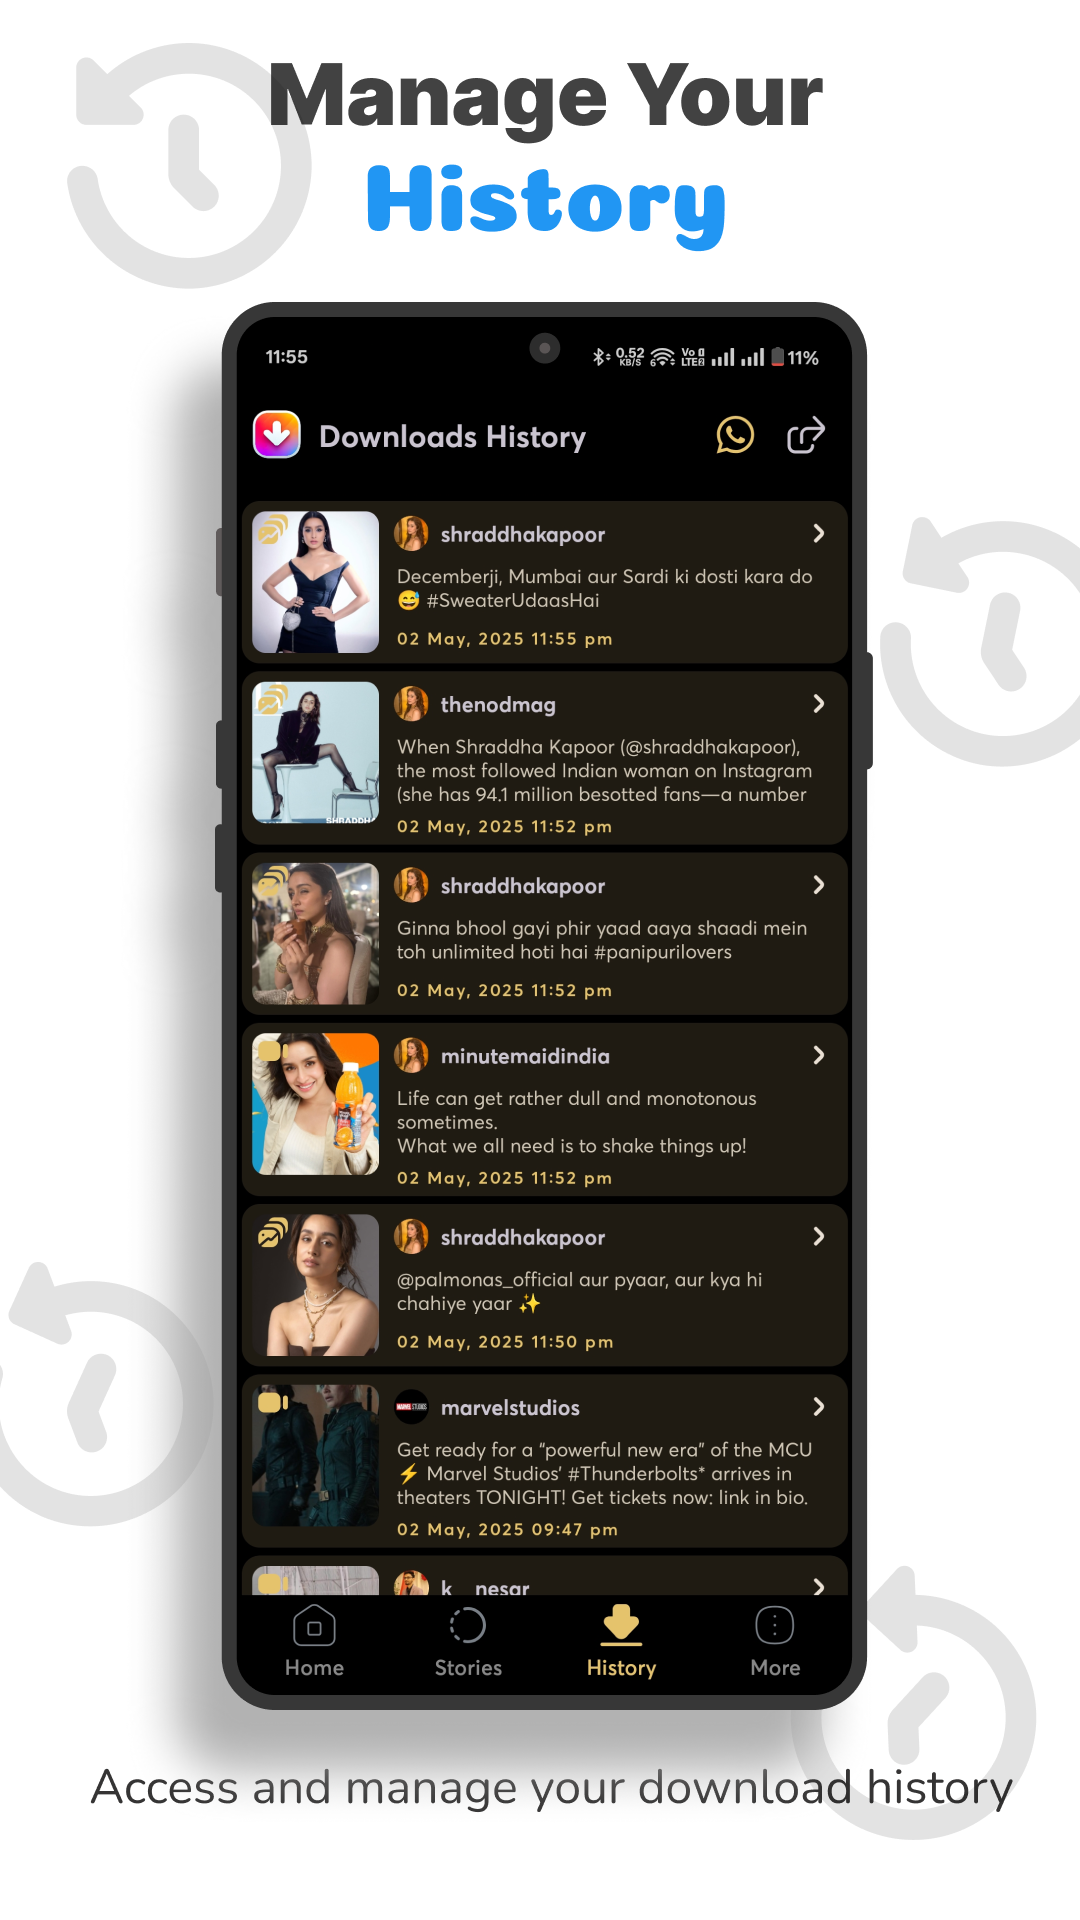 Manage Your
History
11:55
0.52
KB/S
6
Vo
LTE2
11%
Downloads History
shraddhakapoor
Decemberji, Mumbai aur Sardi ki dosti kara do
😅 #SweaterUdaasHai
02 May, 2025 11:55 pm
thenodmag
When Shraddha Kapoor (@shraddhakapoor),
the most followed Indian woman on Instagram
(she has 94.1 million besotted fans—a number
SHRADDHA
02 May, 2025 11:52 pm
shraddhakapoor
Ginna bhool gayi phir yaad aaya shaadi mein
toh unlimited hoti hai #panipurilovers
02 May, 2025 11:52 pm
minutemaidindia
Life can get rather dull and monotonous
sometimes.
What we all need is to shake things up!
02 May, 2025 11:52 pm
shraddhakapoor
@palmonas_official aur pyaar, aur kya hi
chahiye yaar ✨
02 May, 2025 11:50 pm
MARVEL STUDIOS
marvelstudios
Get ready for a “powerful new era” of the MCU
⚡ Marvel Studios’ #Thunderbolts* arrives in
theaters TONIGHT! Get tickets now: link in bio.
02 May, 2025 09:47 pm
Home
Stories
History
More
Access and manage your download history